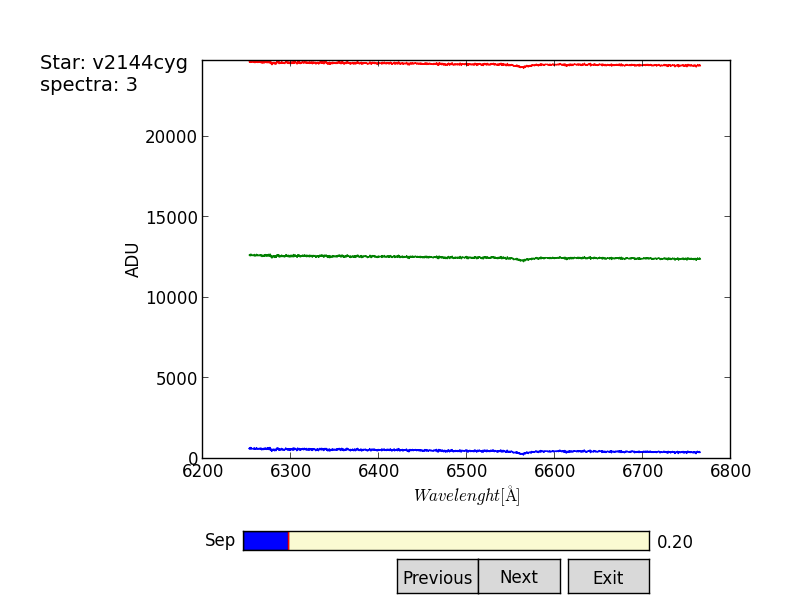 Star: v2144cyg
spectra: 3
20000
15000
10000
5000
0
ADU
6200 6300 6400 6500 6600 6700 6800
Wavelenght[Å]
Sep 0.20
Previous Next Exit